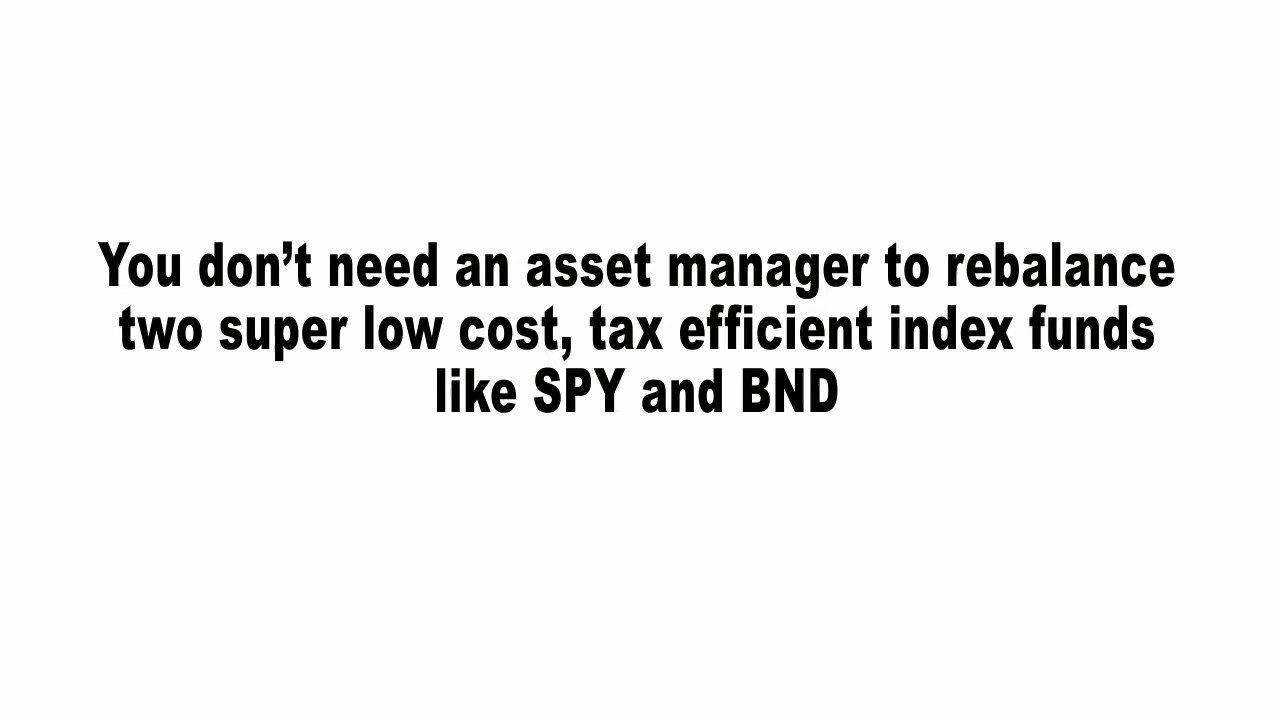 You don’t need an asset manager to rebalance
two super low cost, tax efficient index funds
like SPY and BND